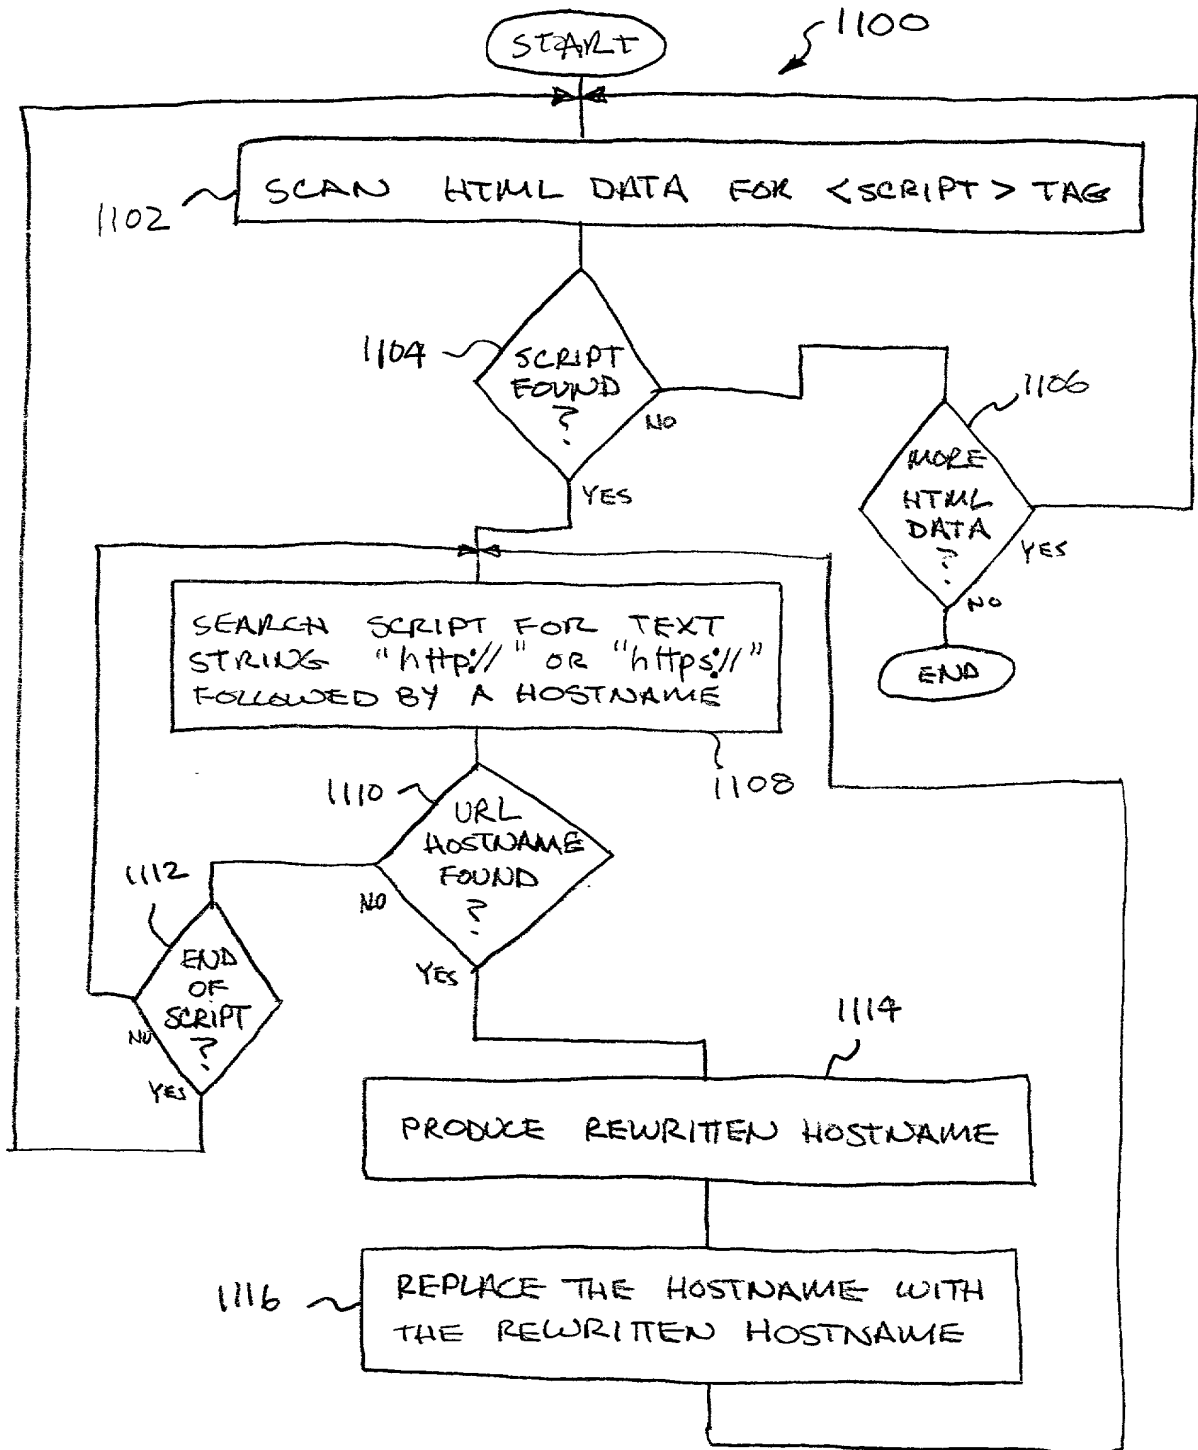 START
1100
SCAN HTML DATA FOR <SCRIPT> TAG
1102
1104
SCRIPT
FOUND
?
NO
YES
1106
MORE
HTML
DATA
?
YES
NO
END
SEARCH SCRIPT FOR TEXT
STRING "http://" OR "https://"
FOLLOWED BY A HOSTNAME
1108
1110
URL
HOSTNAME
FOUND
?
NO
YES
1112
END
OF
SCRIPT
?
NO
YES
1114
PRODUCE REWRITTEN HOSTNAME
1116
REPLACE THE HOSTNAME WITH
THE REWRITTEN HOSTNAME